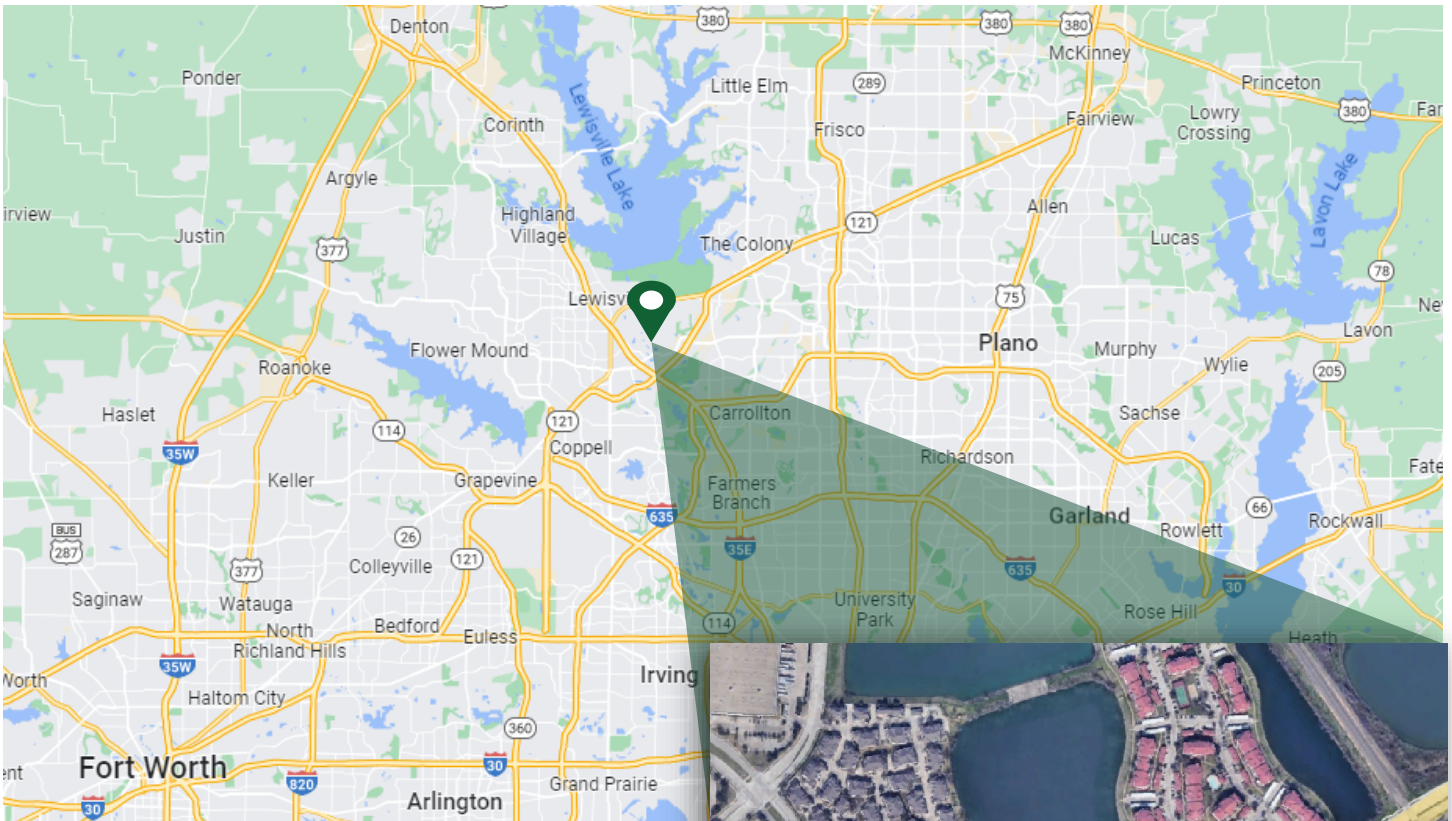 380
380
380
Denton
McKinney
Ponder
Little Elm
289
Princeton
380
Lewisville Lake
Corinth
Frisco
Fairview
Lowry
Crossing
Argyle
Lavon Lake
Highland
Village
Allen
121
Justin
377
The Colony
Lucas
78
Lewisv
75
Lavon
Flower Mound
Plano
Murphy
Wylie
Roanoke
205
Haslet
121
Carrollton
Sachse
114
35W
Coppell
Keller
Grapevine
Richardson
Farmers
Branch
66
635
Garland
Rowlett
Rockwall
BUS
287
26
35E
121
377
Colleyville
635
30
Saginaw
Watauga
University
Park
Rose Hill
114
North
Richland Hills
Bedford
Euless
Heath
35W
Irving
Haltom City
360
Fort Worth
820
30
Grand Prairie
Arlington
30